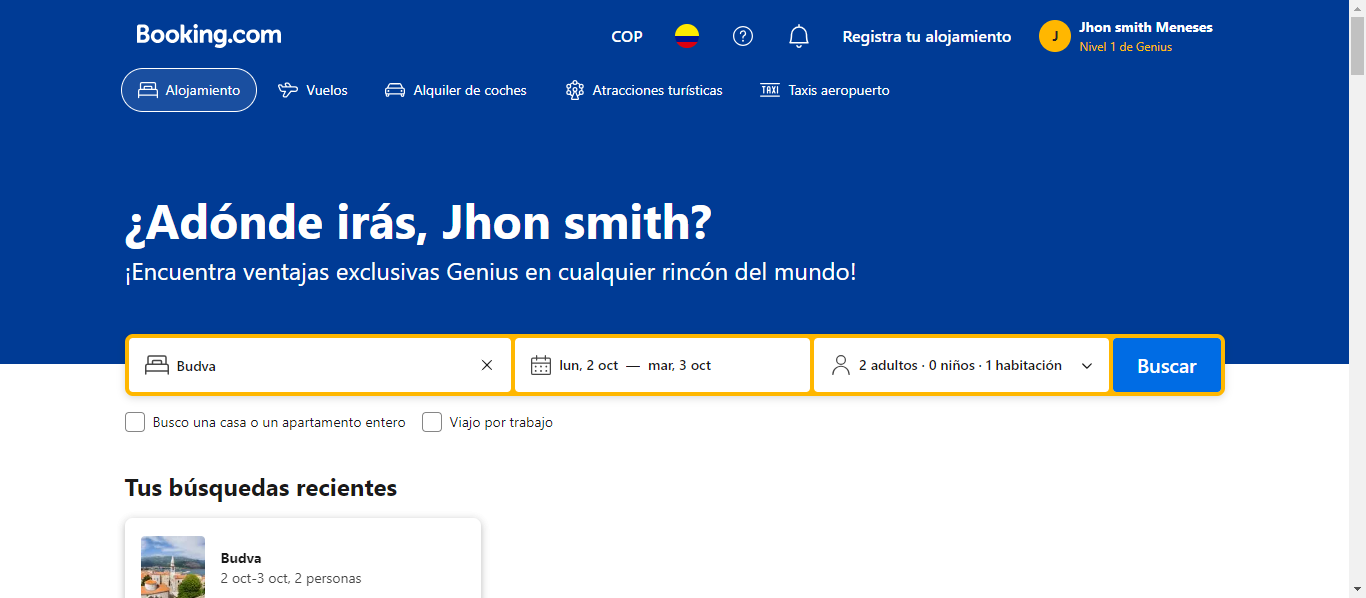 Booking.com
COP
Registra tu alojamiento
J
Jhon smith Meneses
Nivel 1 de Genius
Alojamiento
Vuelos
Alquiler de coches
Atracciones turísticas
TAXI
Taxis aeropuerto
¿Adónde irás, Jhon smith?
¡Encuentra ventajas exclusivas Genius en cualquier rincón del mundo!
Budva
lun, 2 oct — mar, 3 oct
2 adultos · 0 niños · 1 habitación
Buscar
Busco una casa o un apartamento entero
Viajo por trabajo
Tus búsquedas recientes
Budva
2 oct-3 oct, 2 personas